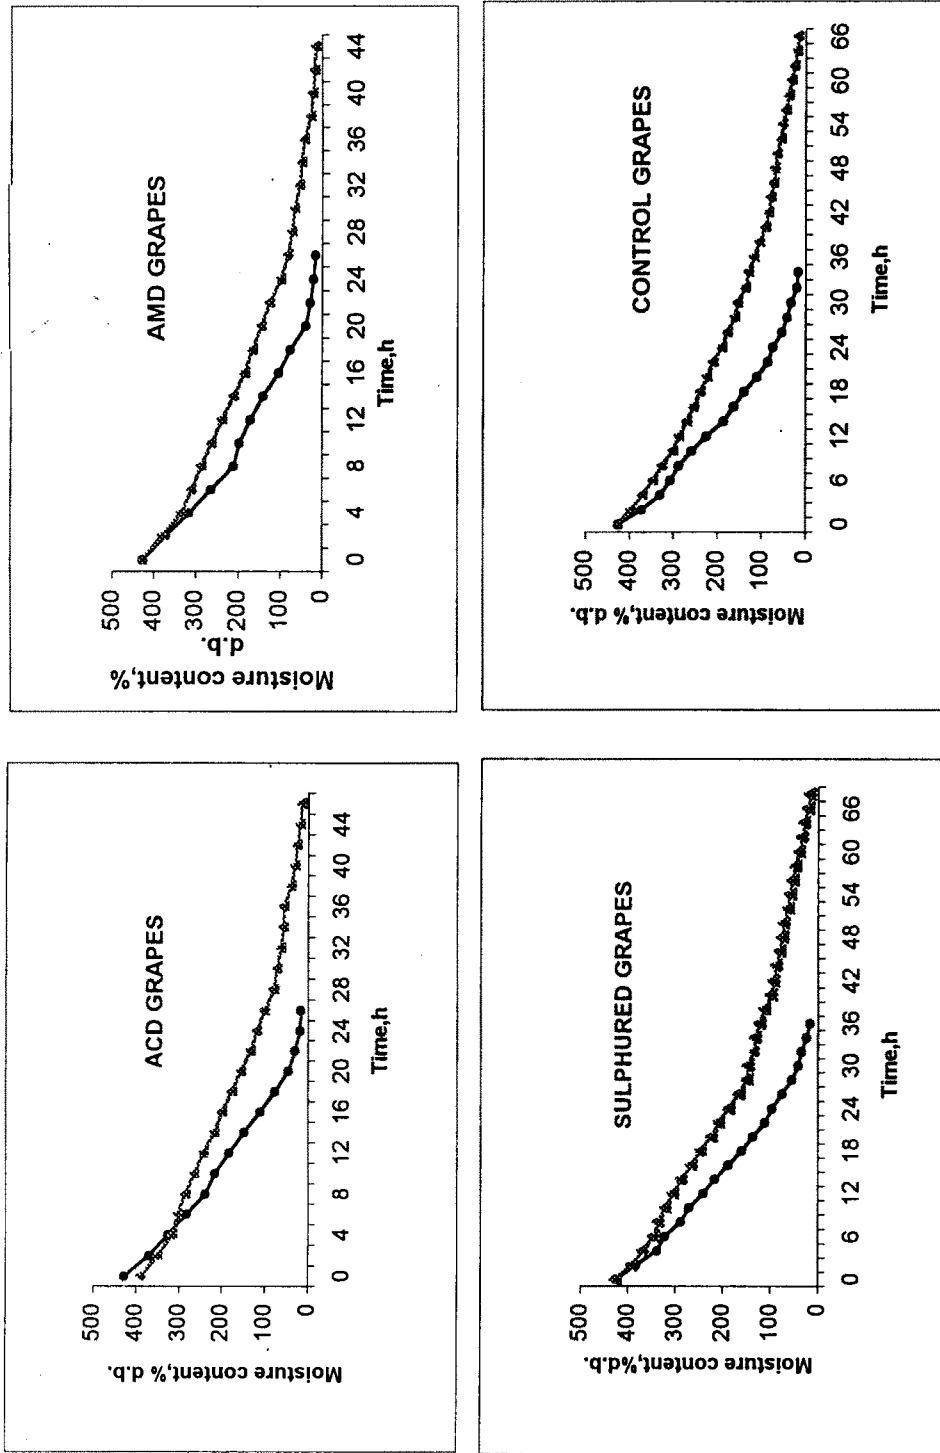 ACD GRAPES
Moisture content,% d.b.
500
400
300
200
100
0
0 4 8 12 16 20 24 28 32 36 40 44
Time,h
AMD GRAPES
Moisture content,%
d.b.
500
400
300
200
100
0
0 4 8 12 16 20 24 28 32 36 40 44
Time,h
SULPHURED GRAPES
Moisture content,%d.b.
500
400
300
200
100
0
0 6 12 18 24 30 36 42 48 54 60 66
Time,h
CONTROL GRAPES
Moisture content,% d.b.
500
400
300
200
100
0
0 6 12 18 24 30 36 42 48 54 60 66
Time,h